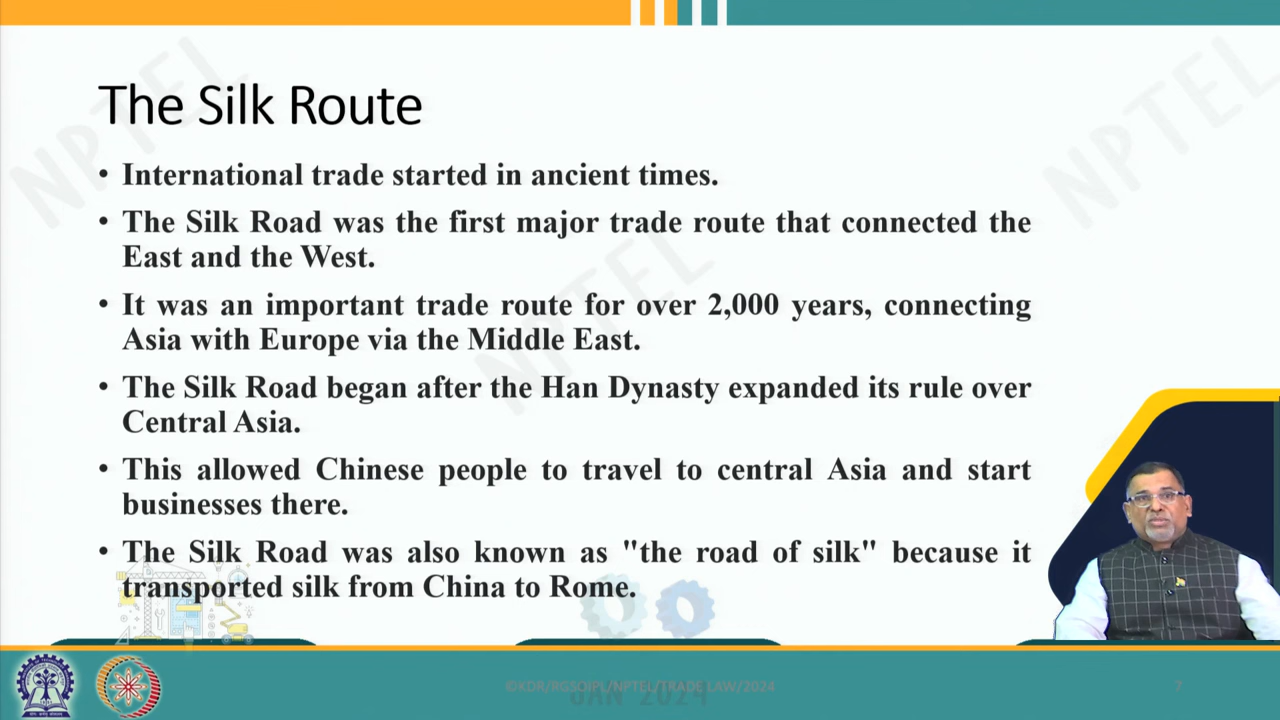 The Silk Route
• International trade started in ancient times.
• The Silk Road was the first major trade route that connected the
East and the West.
• It was an important trade route for over 2,000 years, connecting
Asia with Europe via the Middle East.
• The Silk Road began after the Han Dynasty expanded its rule over
Central Asia.
• This allowed Chinese people to travel to central Asia and start
businesses there.
• The Silk Road was also known as "the road of silk" because it
transported silk from China to Rome.
©KDR/RGSOIPL/NPTEL/TRADE LAW/2024
JAN 2024
7
NPTEL
NPTEL
NPTEL